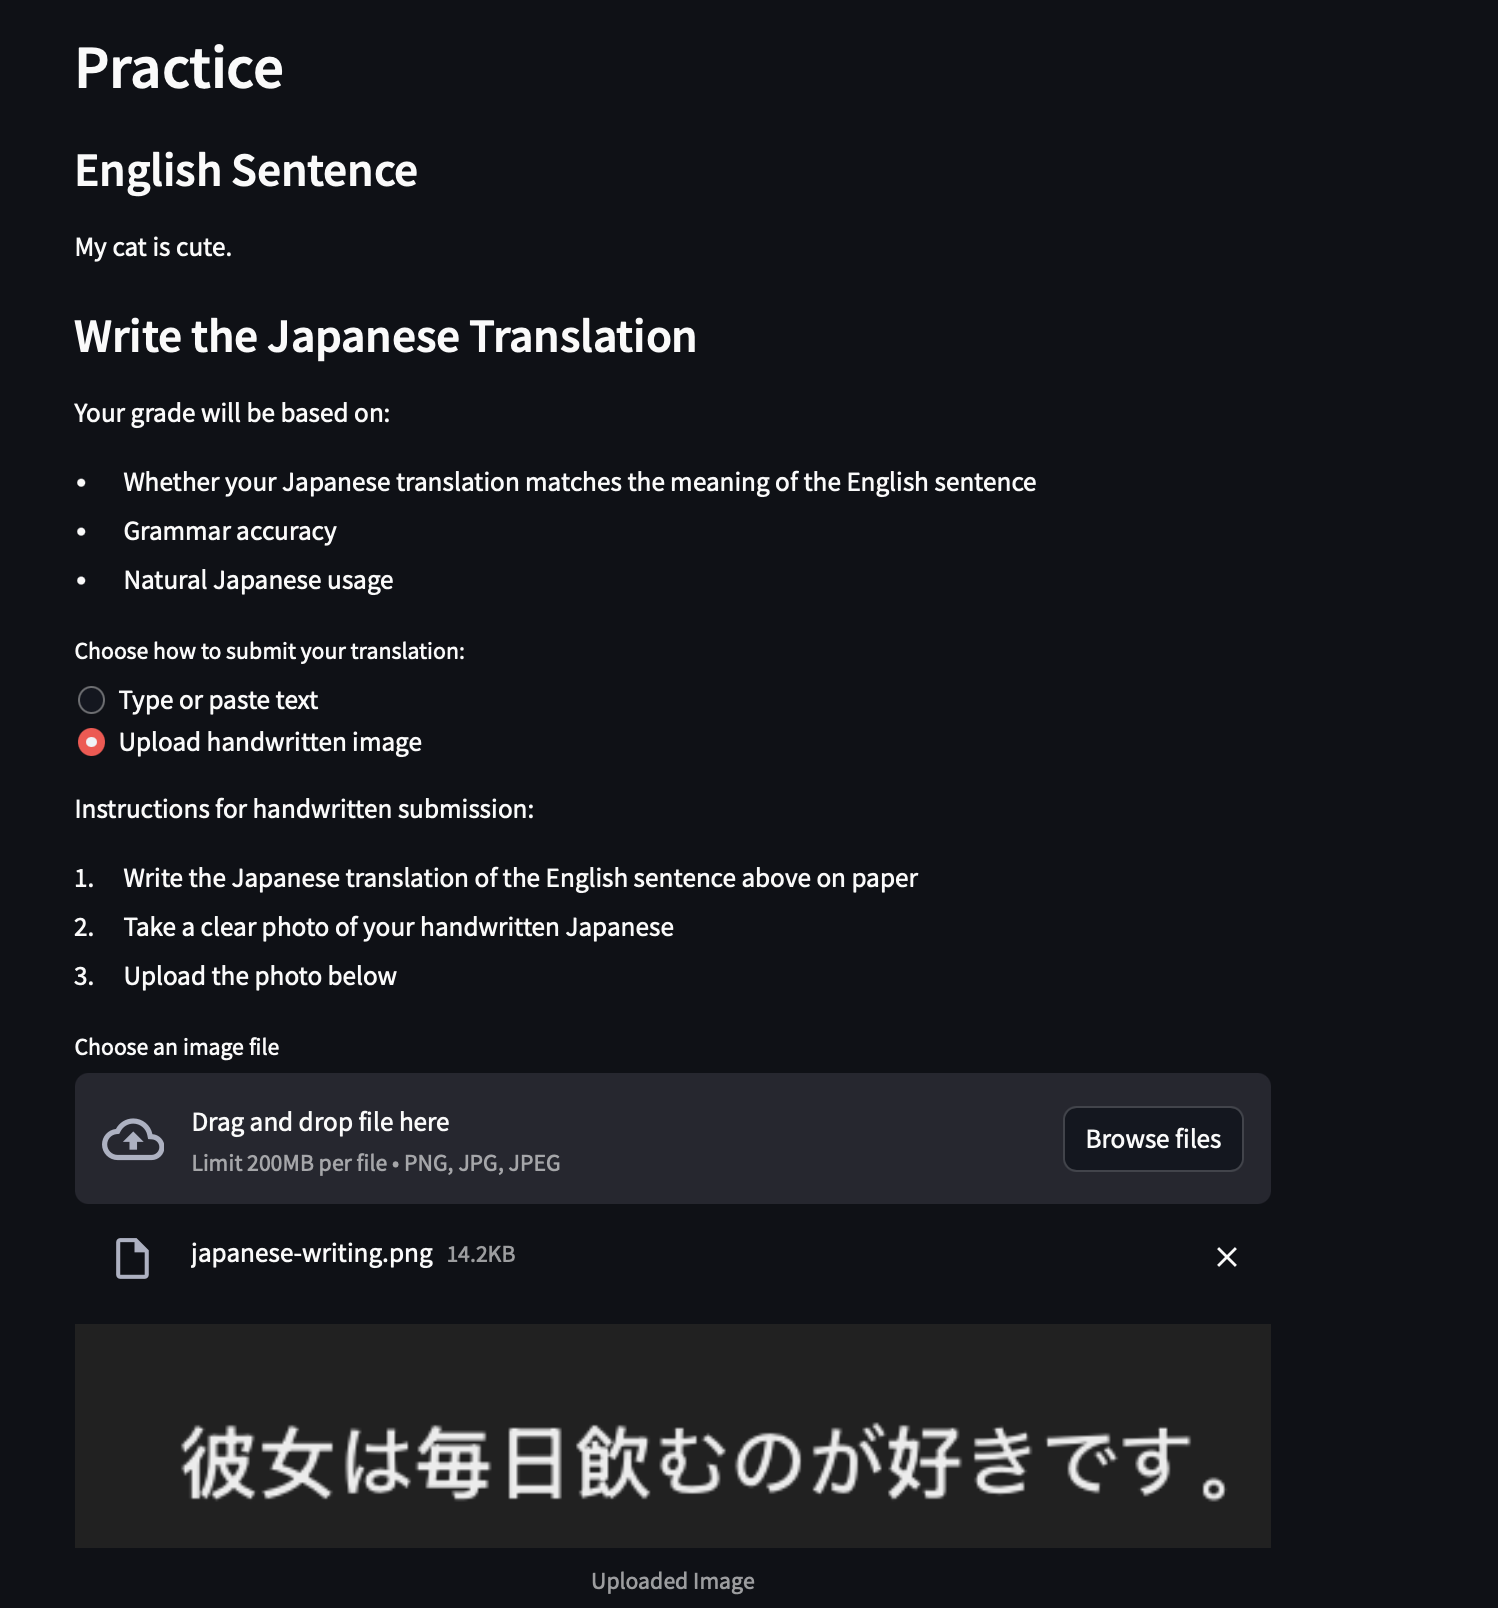 Practice
English Sentence
My cat is cute.
Write the Japanese Translation
Your grade will be based on:
• Whether your Japanese translation matches the meaning of the English sentence
• Grammar accuracy
• Natural Japanese usage
Choose how to submit your translation:
Type or paste text
Upload handwritten image
Instructions for handwritten submission:
1. Write the Japanese translation of the English sentence above on paper
2. Take a clear photo of your handwritten Japanese
3. Upload the photo below
Choose an image file
Drag and drop file here
Limit 200MB per file • PNG, JPG, JPEG
Browse files
japanese-writing.png 14.2KB
彼女は毎日飲むのが好きです。
Uploaded Image